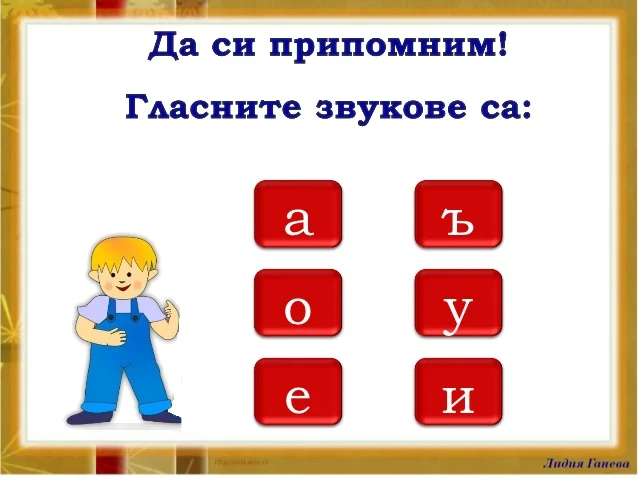 Да си припомним!
Гласните звукове са:
а ъ
о у
е и
Лидия Ганева